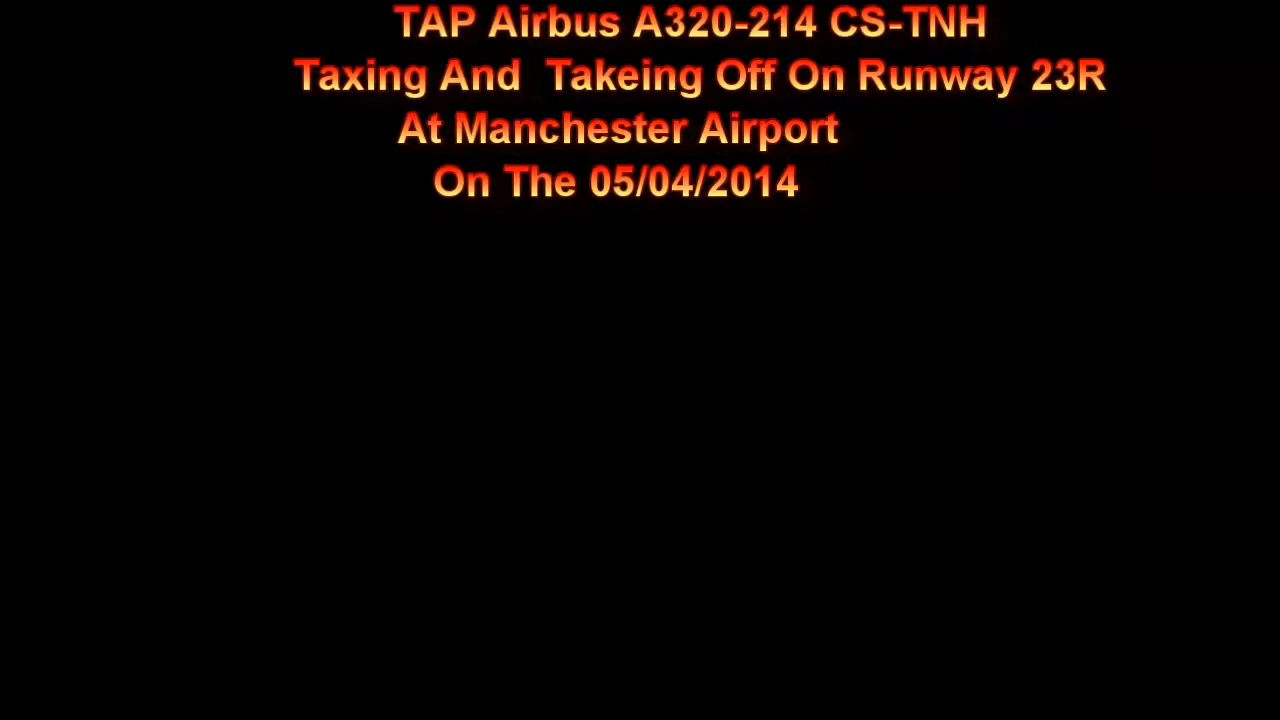 TAP Airbus A320-214 CS-TNH
Taxing And  Takeing Off On Runway 23R
At Manchester Airport
On The 05/04/2014